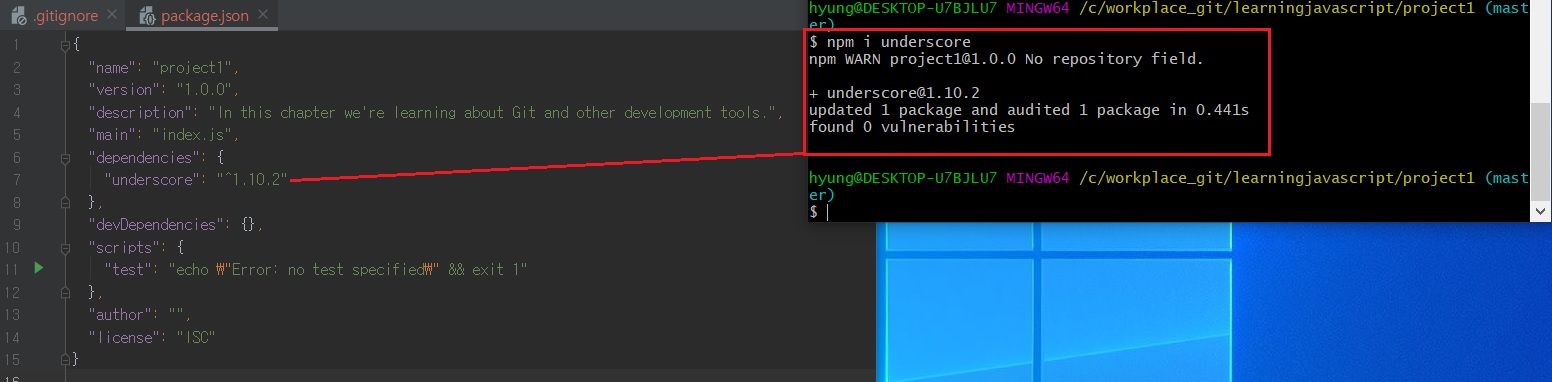 .gitignore
package.json
1 {
2 "name": "project1",
3 "version": "1.0.0",
4 "description": "In this chapter we're learning about Git and other development tools.",
5 "main": "index.js",
6 "dependencies": {
7 "underscore": "^1.10.2"
8 },
9 "devDependencies": {},
10 "scripts": {
11 "test": "echo ₩"Error: no test specified₩" && exit 1"
12 },
13 "author": "",
14 "license": "ISC"
15 }
16
hyung@DESKTOP-U7BJLU7 MINGW64 /c/workplace_git/learningjavascript/project1 (mast
er)
$ npm i underscore
npm WARN project1@1.0.0 No repository field.
+ underscore@1.10.2
updated 1 package and audited 1 package in 0.441s
found 0 vulnerabilities
hyung@DESKTOP-U7BJLU7 MINGW64 /c/workplace_git/learningjavascript/project1 (mast
er)
$